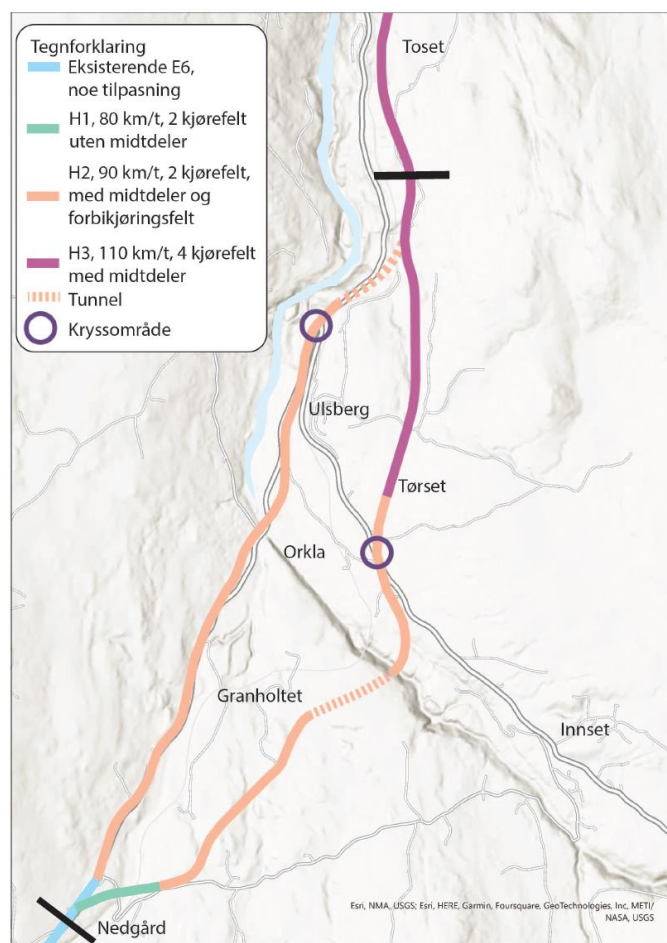 Tegnforklaring
Eksisterende E6,
noe tilpasning
H1, 80 km/t, 2 kjørefelt
uten midtdeler
H2, 90 km/t, 2 kjørefelt,
med midtdeler og
forbikjøringsfelt
H3, 110 km/t, 4 kjørefelt
med midtdeler
Tunnel
Kryssområde
Toset
Ulsberg
Tørset
Orkla
Granholtet
Innset
Nedgård
Esri, NMA, USGS; Esri, HERE, Garmin, Foursquare, GeoTechnologies, Inc, METI/
NASA, USGS